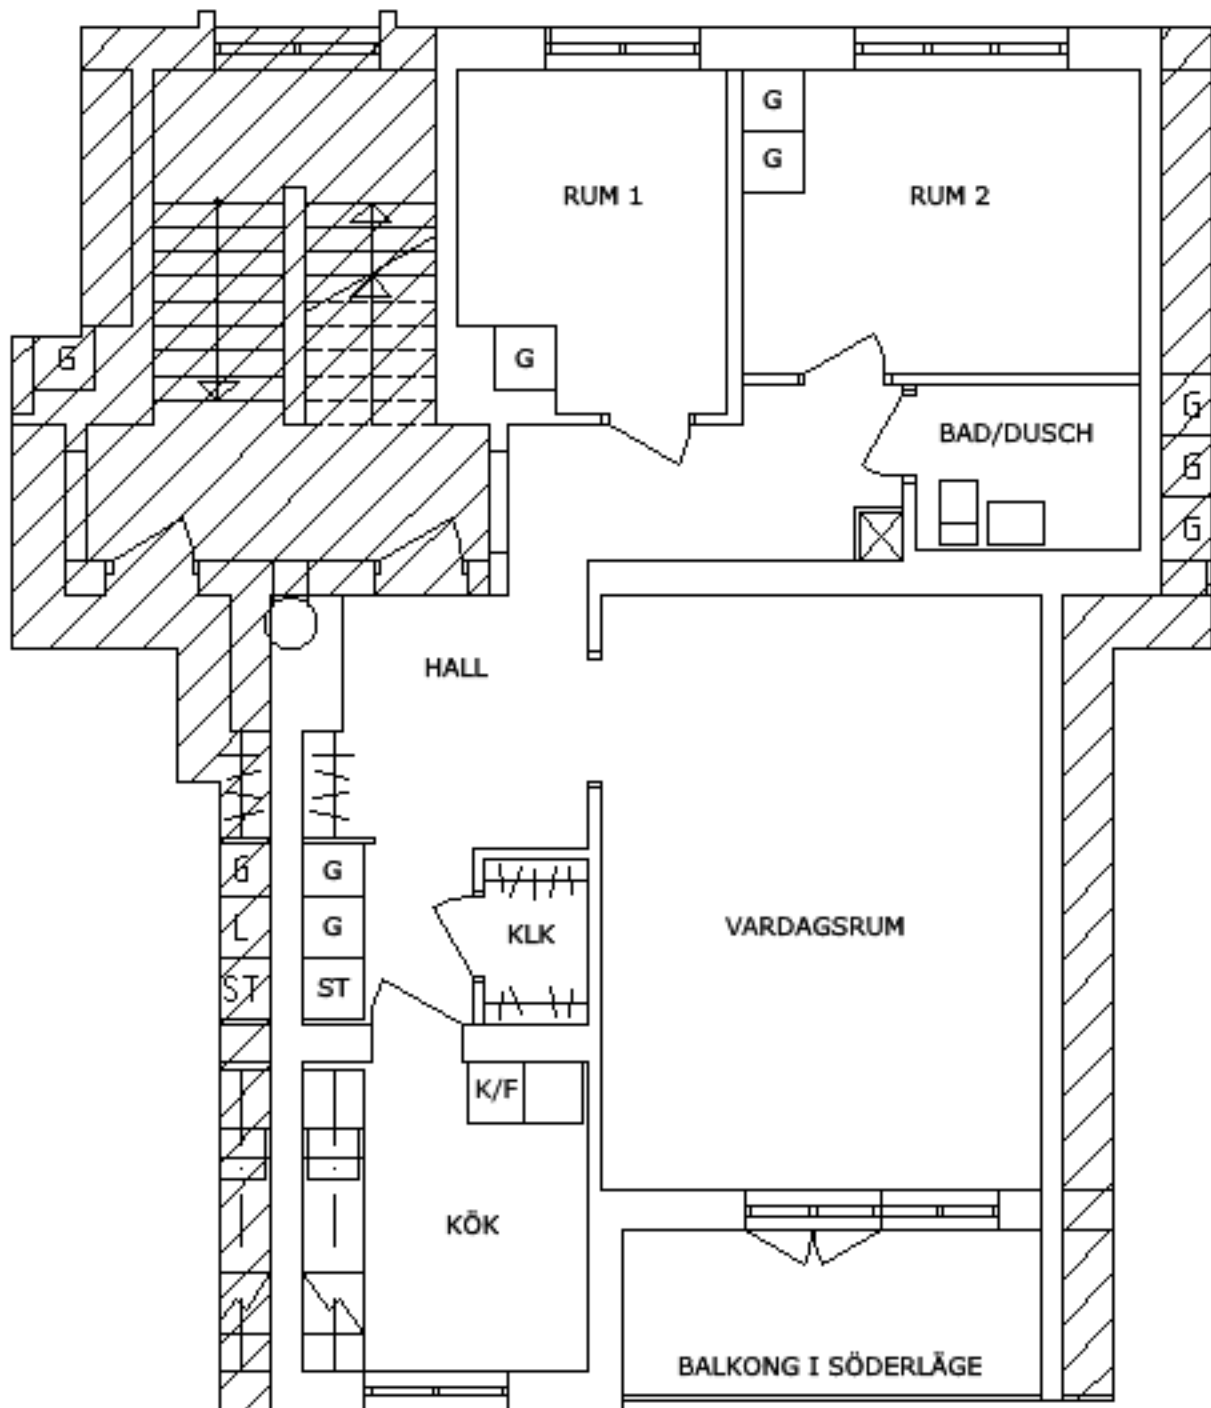 G
RUM 1
RUM 2
G
G
G
G
BAD/DUSCH
G
G
G
HALL
G
G
L
G
KLK
VARDAGSRUM
ST
ST
K/F
KÖK
BALKONG I SÖDERLÄGE